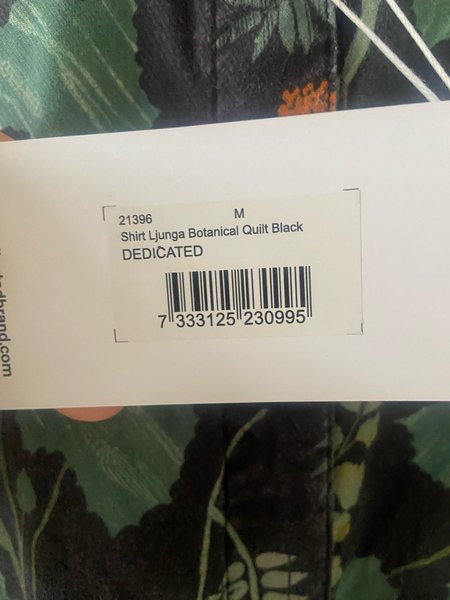 21396 M
Shirt Ljunga Botanical Quilt Black
DEDICATED
7 333125 230995